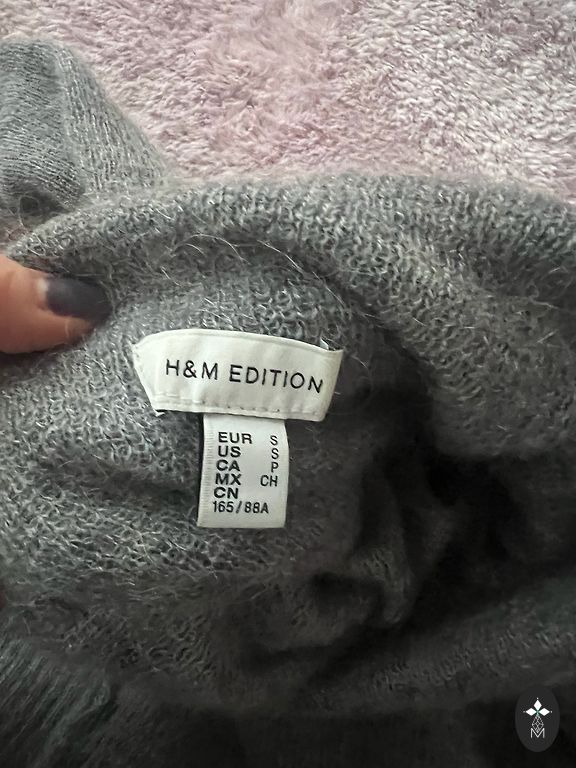 H&M EDITION
EUR S
US S
CA P
MX CH
CN
165/88A